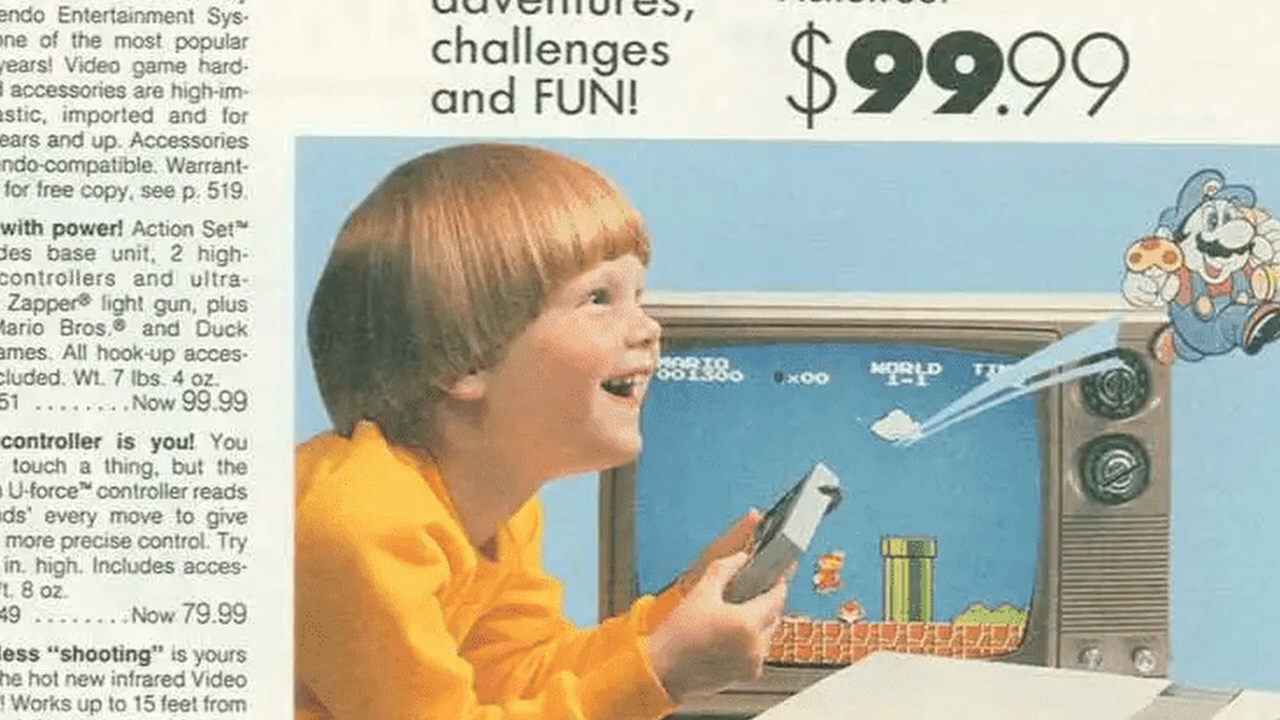 endo Entertainment Sys-
one of the most popular
years! Video game hard-
accessories are high-im-
astic, imported and for
ears and up. Accessories
ndo-compatible. Warrant-
for free copy, see p. 519.
with power! Action Set™
des base unit, 2 high-
controllers and ultra-
Zapper® light gun, plus
Mario Bros.® and Duck
ames. All hook-up acces-
cluded. Wt. 7 lbs. 4 oz.
51 ........Now 99.99
controller is you! You
touch a thing, but the
U-force™ controller reads
ds' every move to give
more precise control. Try
in. high. Includes acces-
t. 8 oz.
49 ........Now 79.99
less “shooting” is yours
he hot new infrared Video
! Works up to 15 feet from
adventures,
challenges
and FUN!
$99.99
MARIO WORLD
001300 ×00 1-1